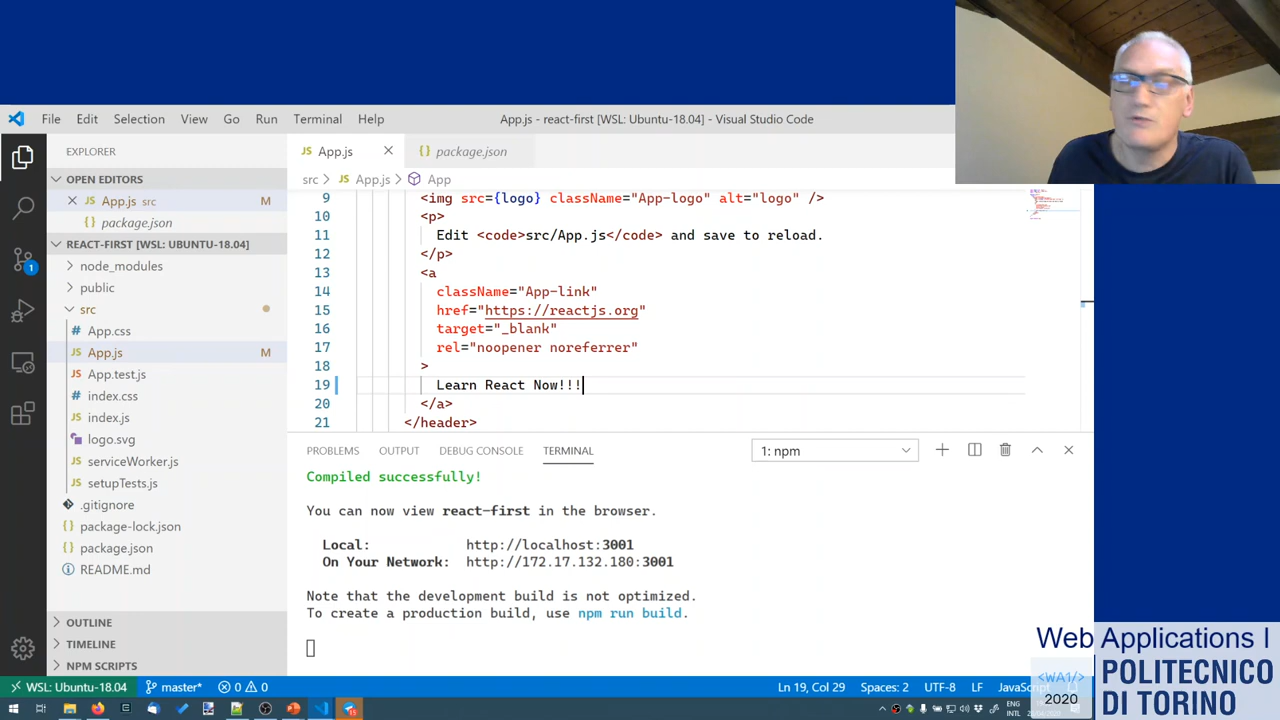 File Edit Selection View Go Run Terminal Help App.js - react-first [WSL: Ubuntu-18.04] - Visual Studio Code
EXPLORER
OPEN EDITORS
App.js src M
package.json
REACT-FIRST [WSL: UBUNTU-18.04]
node_modules
public
src
App.css
App.js M
App.test.js
index.css
index.js
logo.svg
serviceWorker.js
setupTests.js
.gitignore
package-lock.json
package.json
README.md
OUTLINE
TIMELINE
NPM SCRIPTS
1
JS App.js {} package.json
src > JS App.js > App
9 <img src={logo} className="App-logo" alt="logo" />
10 <p>
11 Edit <code>src/App.js</code> and save to reload.
12 </p>
13 <a
14 className="App-link"
15 href="https://reactjs.org"
16 target="_blank"
17 rel="noopener noreferrer"
18 >
19 Learn React Now!!!
20 </a>
21 </header>
PROBLEMS OUTPUT DEBUG CONSOLE TERMINAL 1: npm
Compiled successfully!
You can now view react-first in the browser.
Local: http://localhost:3001
On Your Network: http://172.17.132.180:3001
Note that the development build is not optimized.
To create a production build, use npm run build.
WSL: Ubuntu-18.04 master* 0 0 Ln 19, Col 29 Spaces: 2 UTF-8 LF JavaScript
ENG
INTL
Web Applications I
<WA1/>
2020
POLITECNICO
DI TORINO